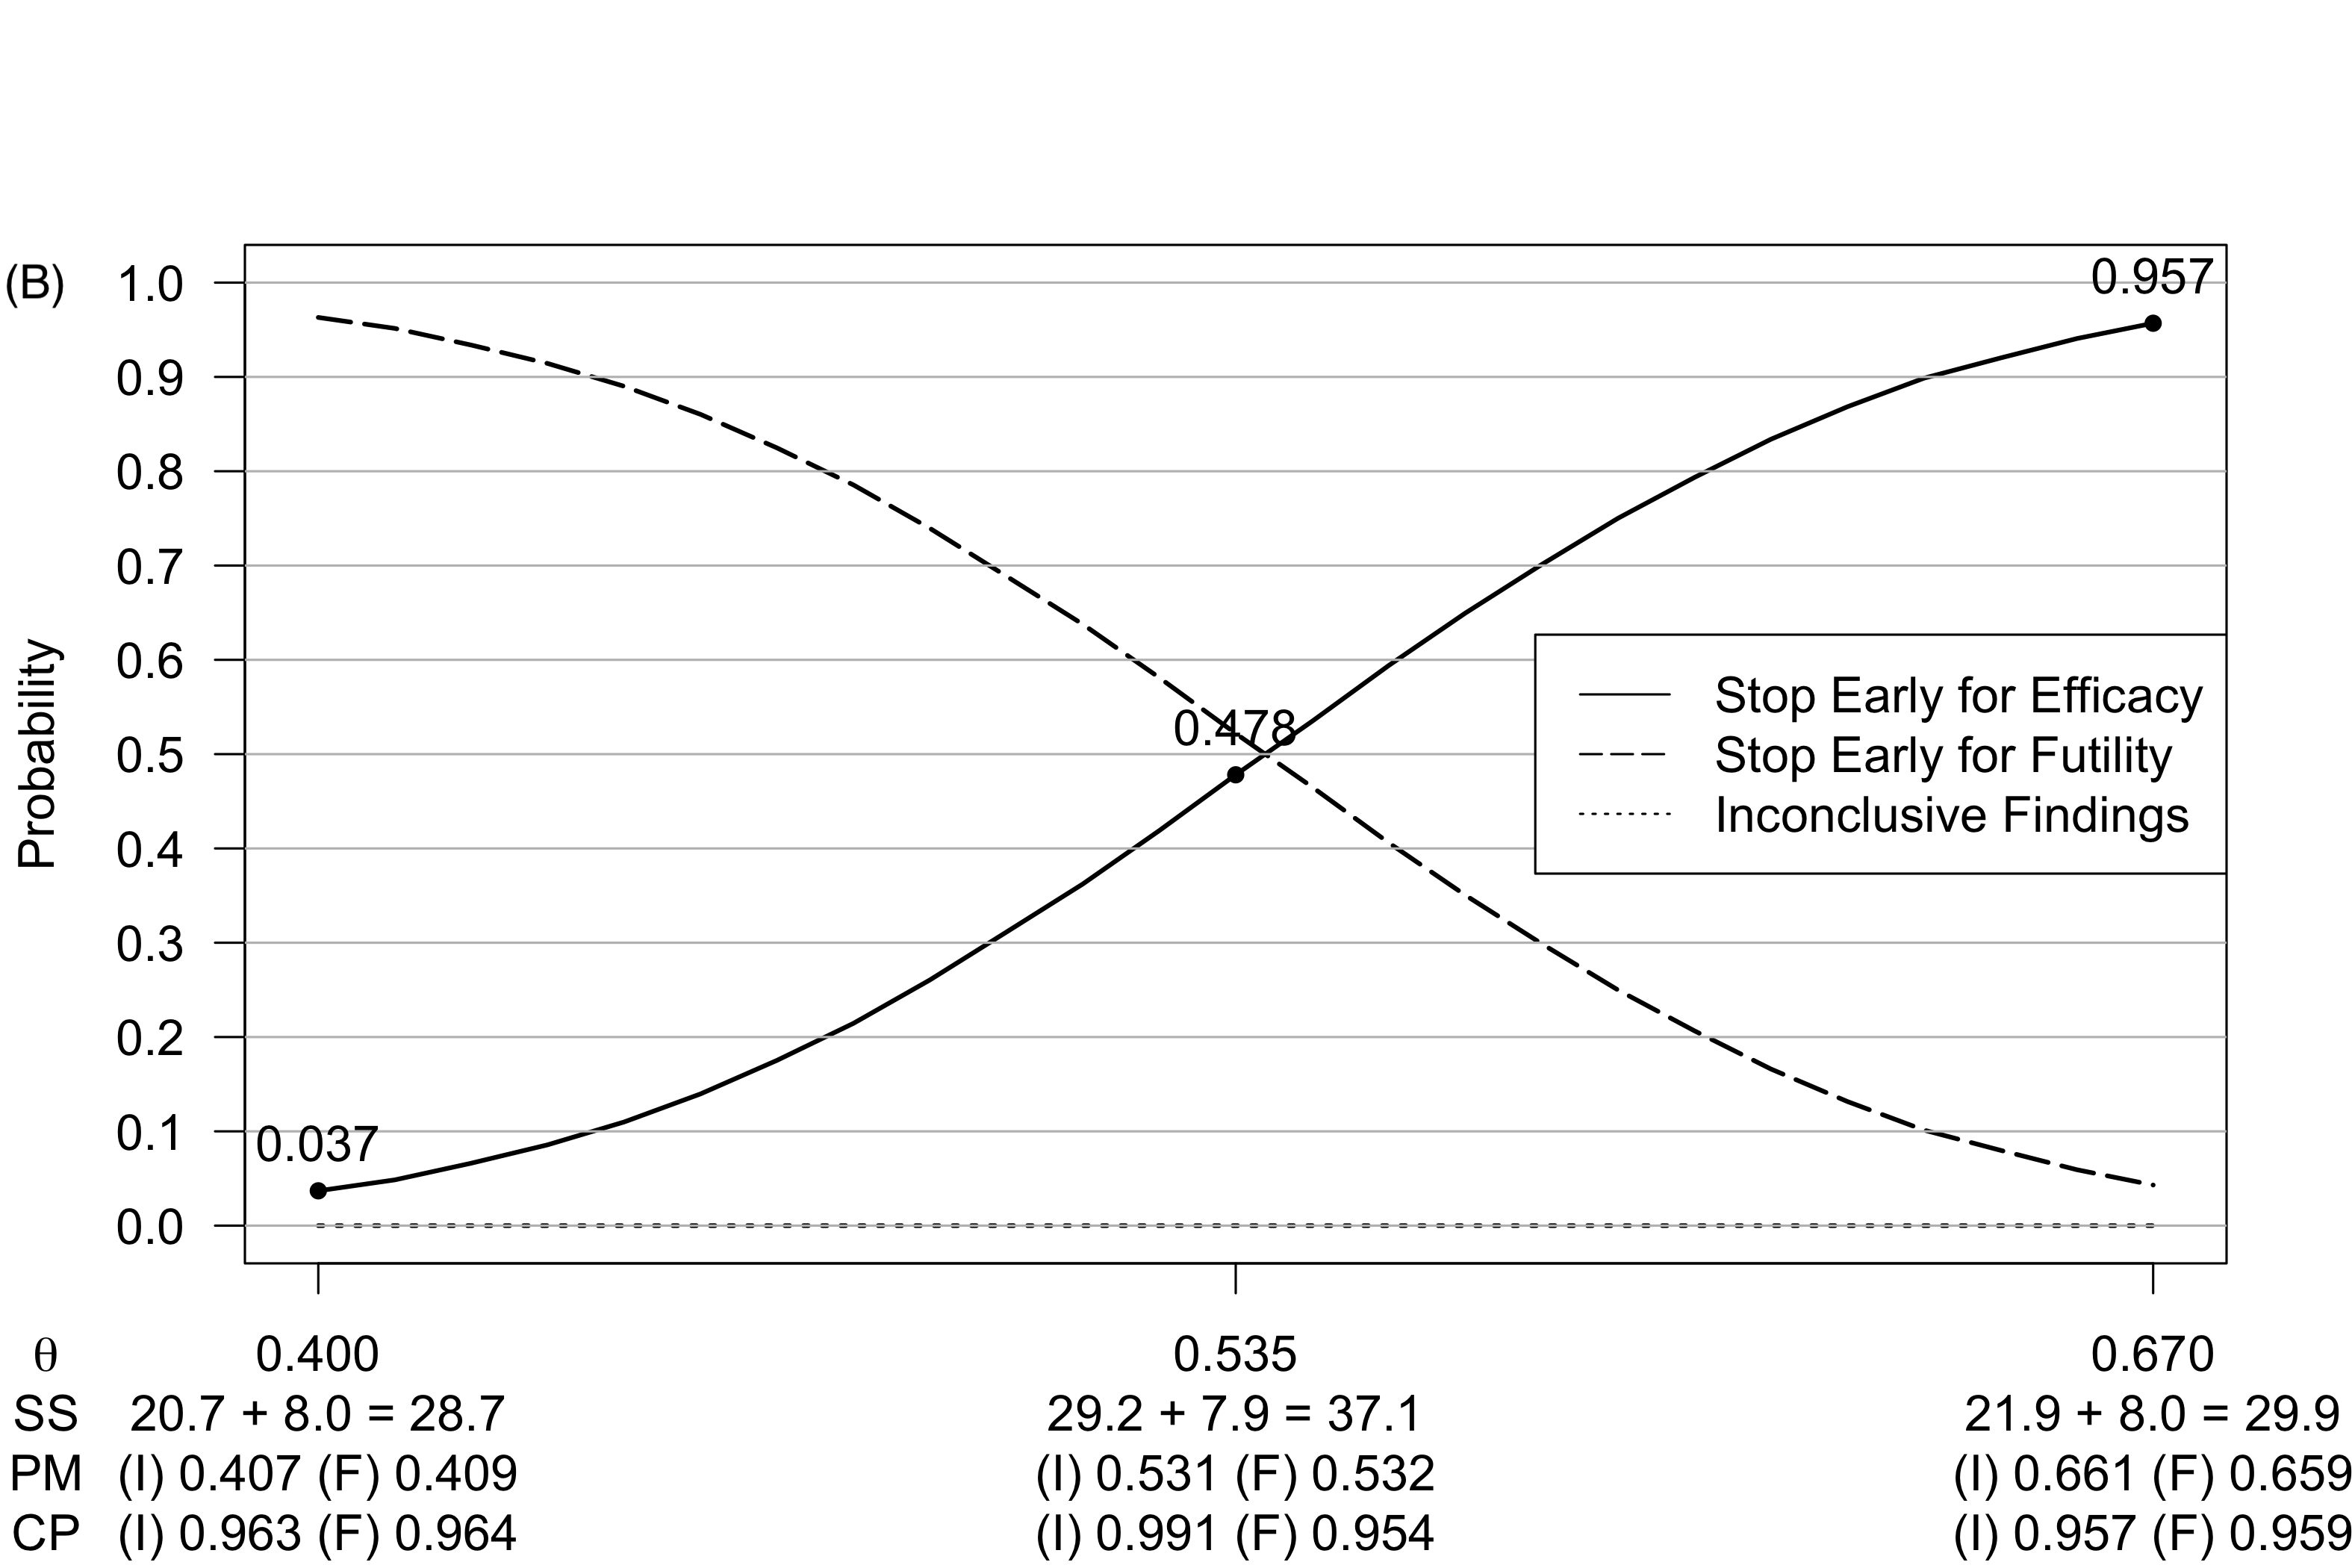 (B)
1.0
0.9
0.8
0.7
0.6
0.5
0.4
0.3
0.2
0.1
0.0
Probability
0.957
0.478
0.037
Stop Early for Efficacy
Stop Early for Futility
Inconclusive Findings
θ 0.400 0.535 0.670
SS 20.7 + 8.0 = 28.7 29.2 + 7.9 = 37.1 21.9 + 8.0 = 29.9
PM (I) 0.407 (F) 0.409 (I) 0.531 (F) 0.532 (I) 0.661 (F) 0.659
CP (I) 0.963 (F) 0.964 (I) 0.991 (F) 0.954 (I) 0.957 (F) 0.959